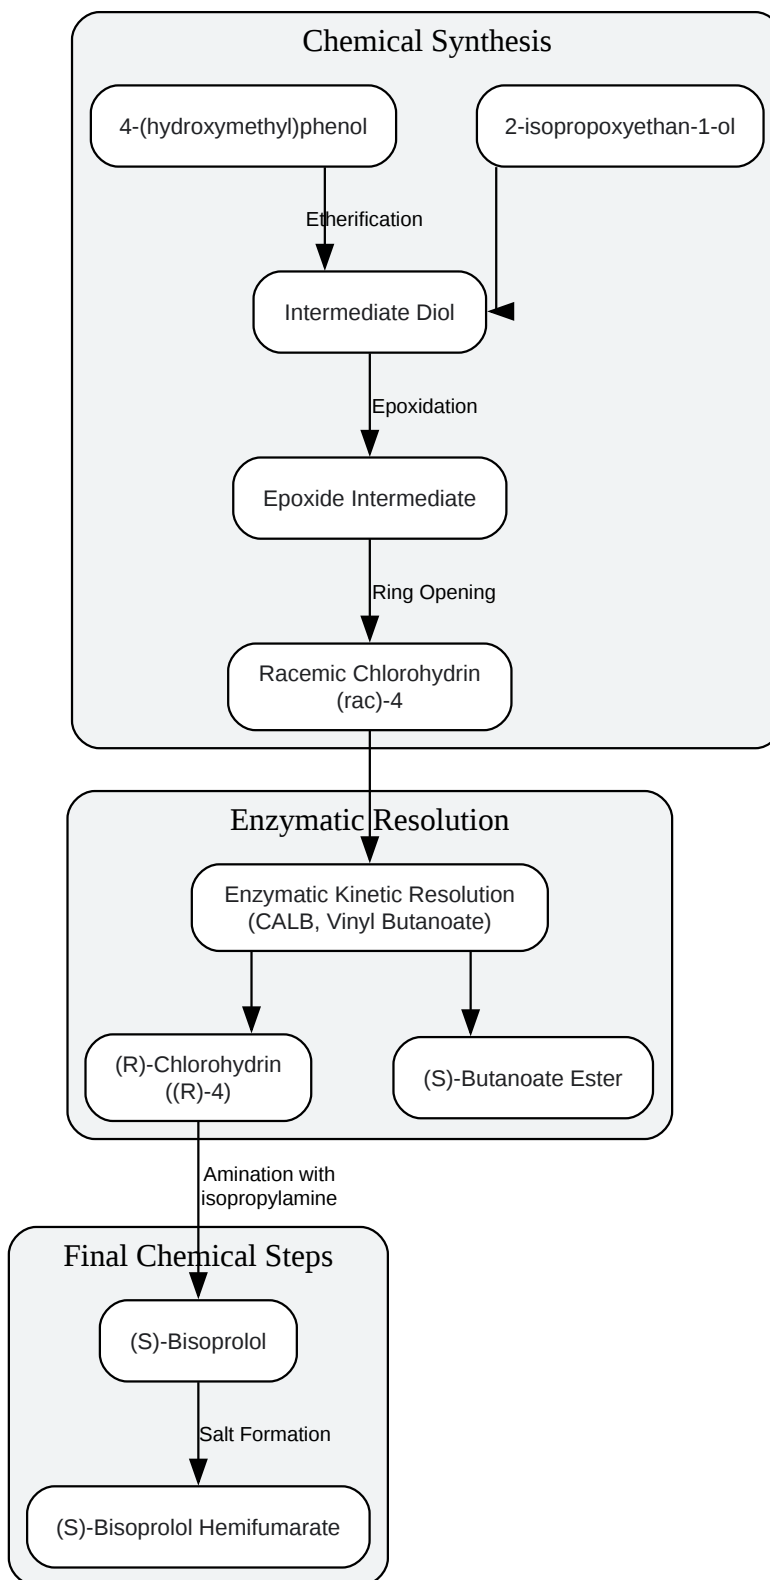 Chemical Synthesis
4-(hydroxymethyl)phenol
2-isopropoxyethan-1-ol
Etherification
Intermediate Diol
Epoxidation
Epoxide Intermediate
Ring Opening
Racemic Chlorohydrin
(rac)-4
Enzymatic Resolution
Enzymatic Kinetic Resolution
(CALB, Vinyl Butanoate)
(R)-Chlorohydrin
((R)-4)
(S)-Butanoate Ester
Amination with
isopropylamine
Final Chemical Steps
(S)-Bisoprolol
Salt Formation
(S)-Bisoprolol Hemifumarate